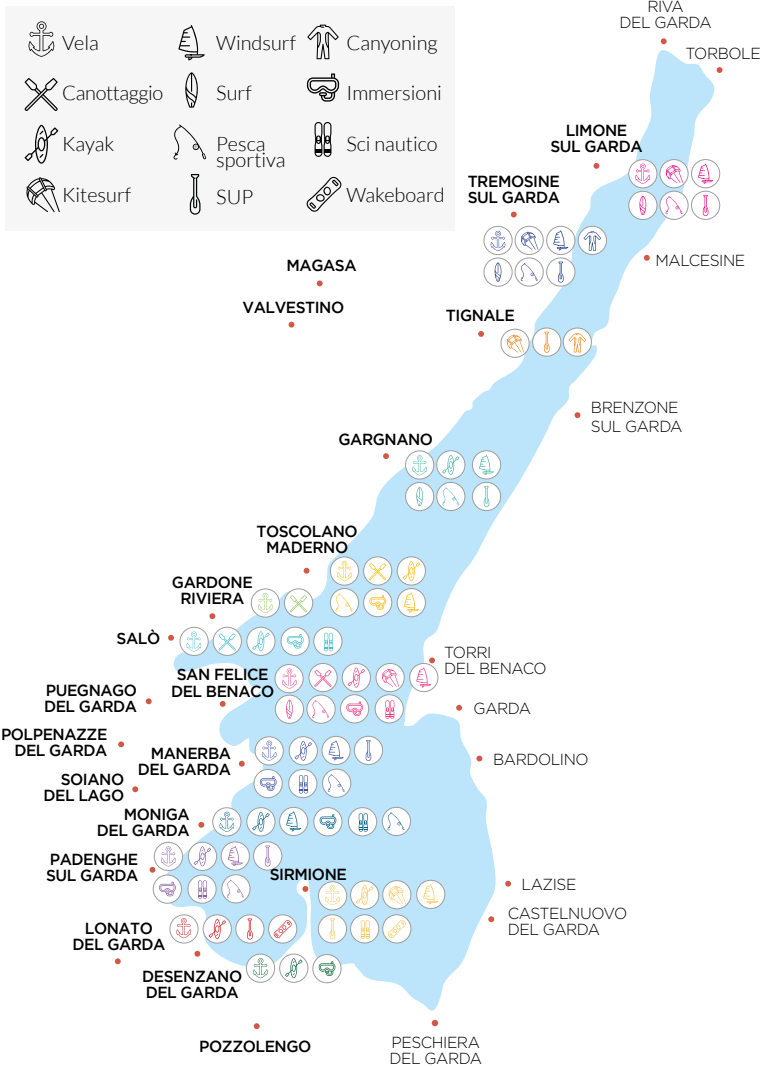 Vela
Windsurf
Canyoning
Canottaggio
Surf
Immersioni
Kayak
Pesca
sportiva
Sci nautico
Kitesurf
SUP
Wakeboard
RIVA
DEL GARDA
TORBOLE
LIMONE
SUL GARDA
TREMOSINE
SUL GARDA
MALCESINE
MAGASA
VALVESTINO
TIGNALE
BRENZONE
SUL GARDA
GARGNANO
TOSCOLANO
MADERNO
GARDONE
RIVIERA
SALÒ
TORRI
DEL BENACO
SAN FELICE
DEL BENACO
PUEGNAGO
DEL GARDA
GARDA
POLPENAZZE
DEL GARDA
MANERBA
DEL GARDA
BARDOLINO
SOIANO
DEL LAGO
MONIGA
DEL GARDA
PADENGHE
SUL GARDA
SIRMIONE
LAZISE
CASTELNUOVO
DEL GARDA
LONATO
DEL GARDA
DESENZANO
DEL GARDA
POZZOLENGO
PESCHIERA
DEL GARDA